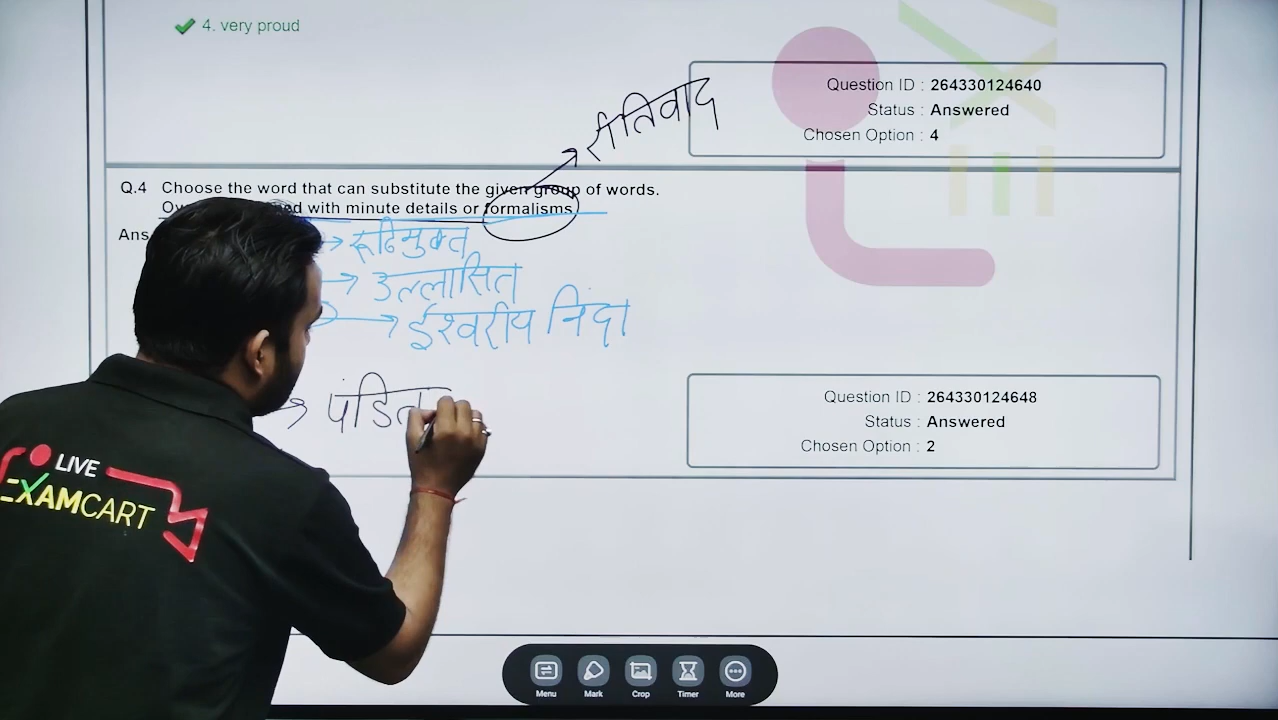 4. very proud
Question ID : 264330124640
Status : Answered
Chosen Option : 4
रीतिवाद
Q.4 Choose the word that can substitute the given group of words.
with minute details or formalisms
Ans
रूढिमुक्त
उल्लासित
ईश्वरीय निंदा
पंडित
Question ID : 264330124648
Status : Answered
Chosen Option : 2
LIVE
EXAMCART
Menu Mark Crop Timer More